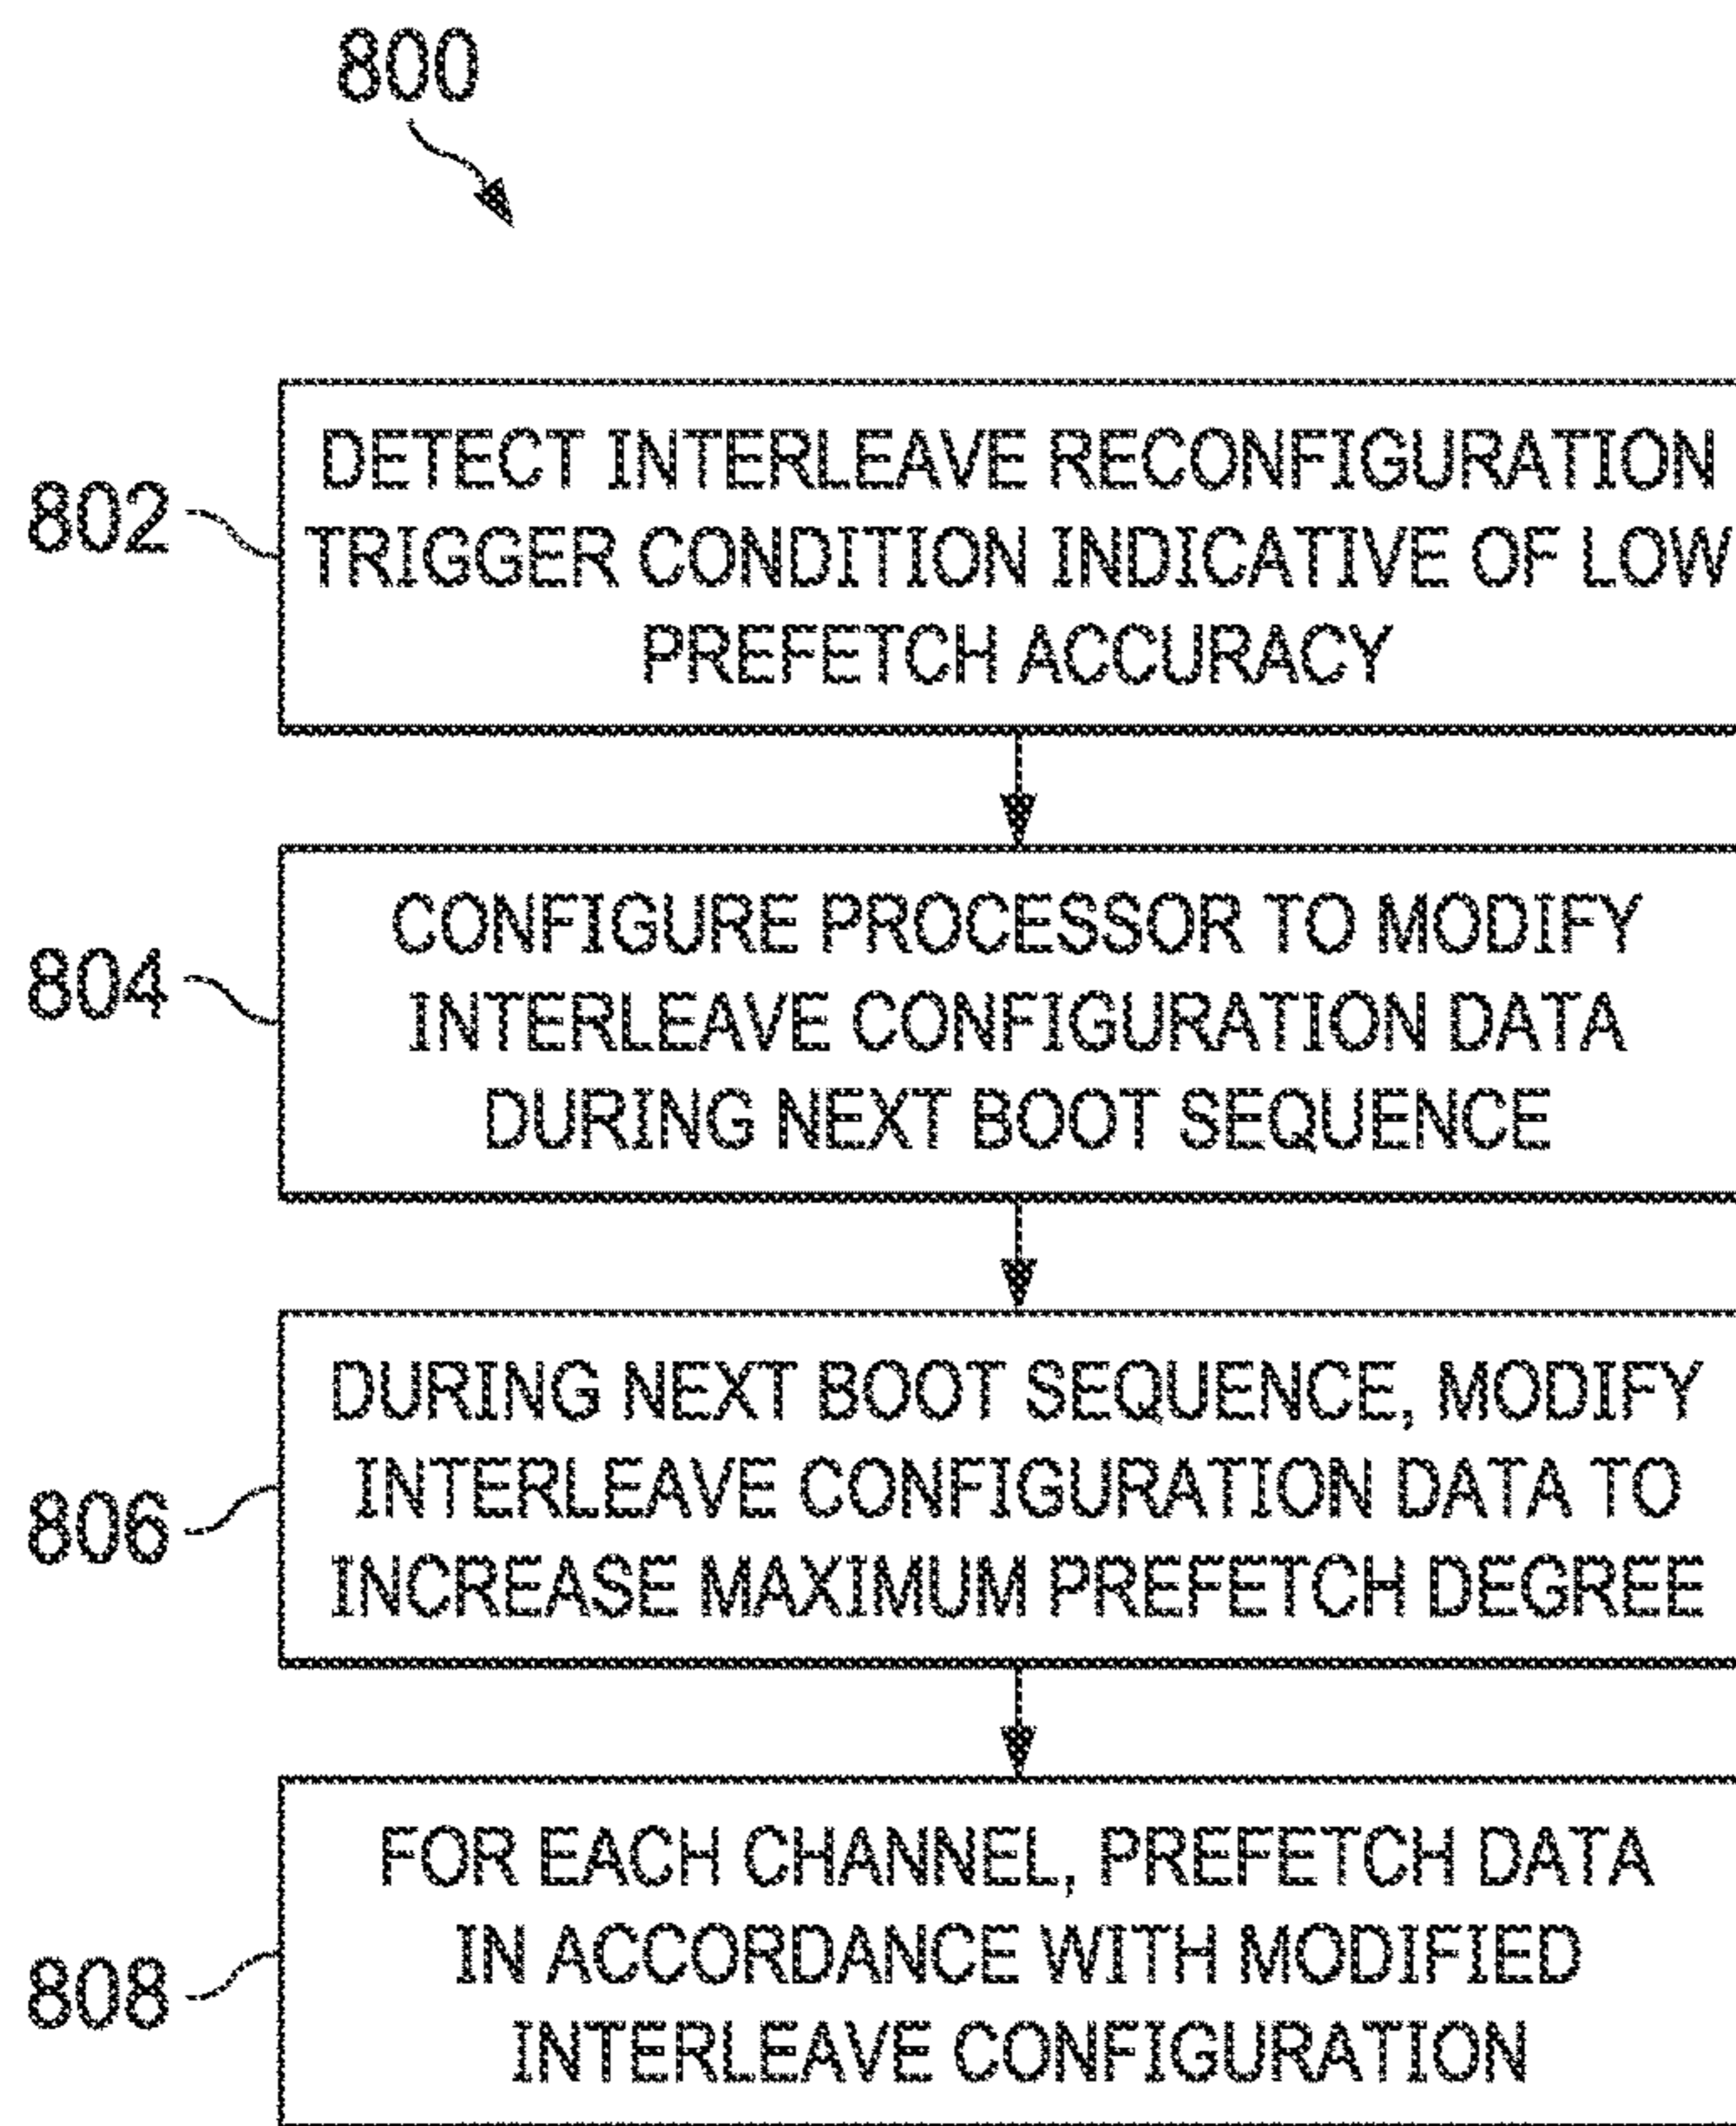 800
802
DETECT INTERLEAVE RECONFIGURATION
TRIGGER CONDITION INDICATIVE OF LOW
PREFETCH ACCURACY
804
CONFIGURE PROCESSOR TO MODIFY
INTERLEAVE CONFIGURATION DATA
DURING NEXT BOOT SEQUENCE
806
DURING NEXT BOOT SEQUENCE, MODIFY
INTERLEAVE CONFIGURATION DATA TO
INCREASE MAXIMUM PREFETCH DEGREE
808
FOR EACH CHANNEL, PREFETCH DATA
IN ACCORDANCE WITH MODIFIED
INTERLEAVE CONFIGURATION